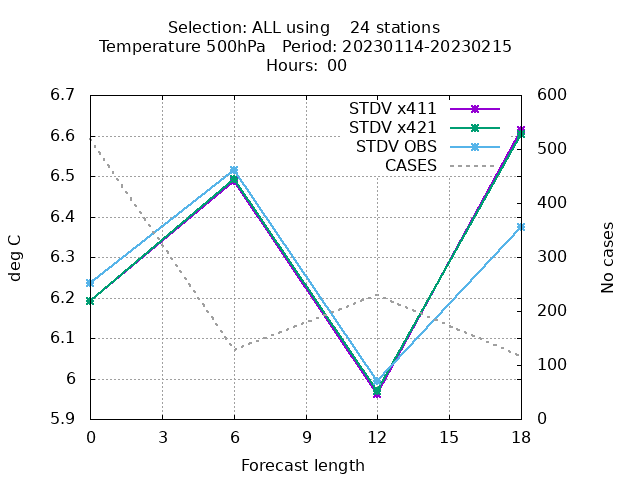 Selection: ALL using    24 stations
Temperature 500hPa   Period: 20230114-20230215
Hours: 00
6.7
6.6
6.5
6.4
6.3
6.2
6.1
6
5.9
deg C
STDV x411
STDV x421
STDV OBS
CASES
600
500
400
300
200
100
0
No cases
0 3 6 9 12 15 18
Forecast length